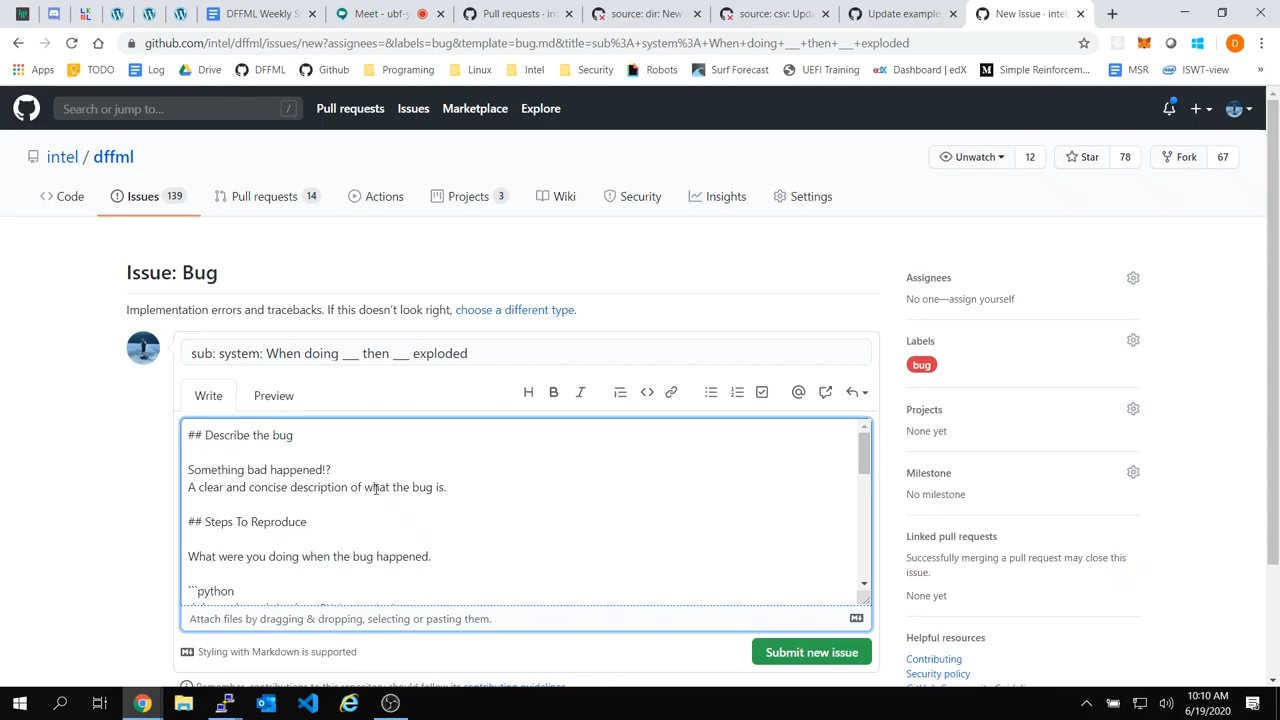 DFFML Weekly S
Meet - ubf-y
Pull requests · in
source: dir: New
source: csv: Upda
Update example
New Issue · intel
github.com/intel/dffml/issues/new?assignees=&labels=bug&template=bug.md&title=sub%3A+system%3A+When+doing+___+then+___+exploded
Apps TODO Log Drive DFFML Github Programing Linux Intel Security Robots Surf Forecast UEFI Training Dashboard | edX Simple Reinforcem... MSR ISWT-view »
Search or jump to... / Pull requests Issues Marketplace Explore
intel / dffml Unwatch 12 Star 78 Fork 67
Code Issues 139 Pull requests 14 Actions Projects 3 Wiki Security Insights Settings
Issue: Bug
Implementation errors and tracebacks. If this doesn't look right, choose a different type.
sub: system: When doing ___ then ___ exploded
Write Preview
## Describe the bug
Something bad happened!?
A clear and concise description of what the bug is.
## Steps To Reproduce
What were you doing when the bug happened.
```python
Attach files by dragging & dropping, selecting or pasting them.
Styling with Markdown is supported
Submit new issue
Assignees
No one—assign yourself
Labels
bug
Projects
None yet
Milestone
No milestone
Linked pull requests
Successfully merging a pull request may close this
issue.
None yet
Helpful resources
Contributing
Security policy
10:10 AM
6/19/2020